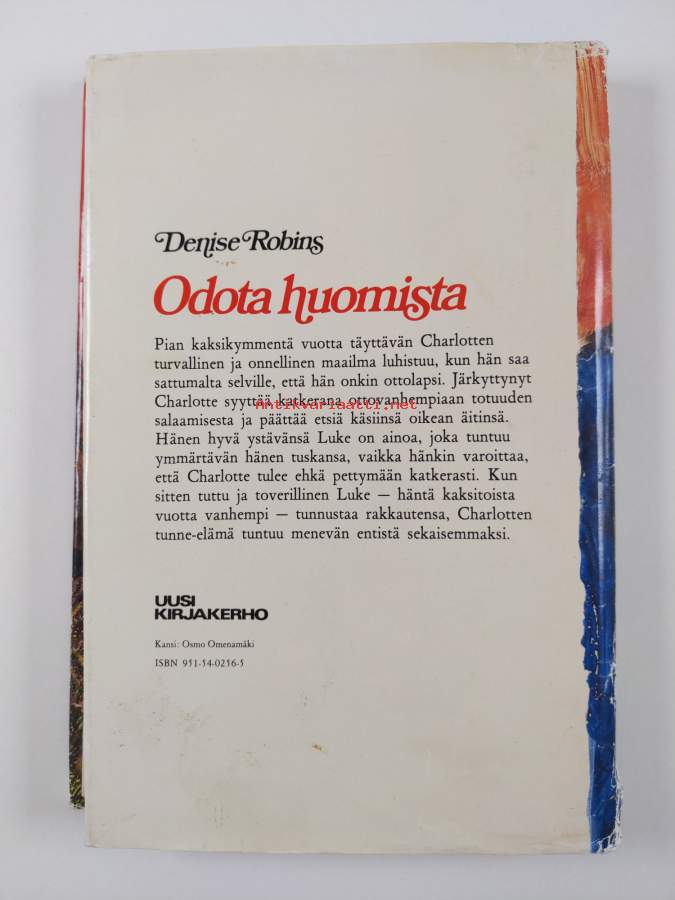 Denise Robins
Odota huomista
Pian kaksikymmentä vuotta täyttävän Charlotten
turvallinen ja onnellinen maailma luhistuu, kun hän saa
sattumalta selville, että hän onkin ottolapsi. Järkyttynyt
Charlotte syyttää katkerana ottovanhempiaan totuuden
Antikvariaatti.net
salaamisesta ja päättää etsiä käsiinsä oikean äitinsä.
Hänen hyvä ystävänsä Luke on ainoa, joka tuntuu
ymmärtävän hänen tuskansa, vaikka hänkin varoittaa,
että Charlotte tulee ehkä pettymään katkerasti. Kun
sitten tuttu ja toverillinen Luke — häntä kaksitoista
vuotta vanhempi — tunnustaa rakkautensa, Charlotten
tunne-elämä tuntuu menevän entistä sekaisemmaksi.
UUSI
KIRJAKERHO
Kansi: Osmo Omenamäki
ISBN 951-54-0256-5